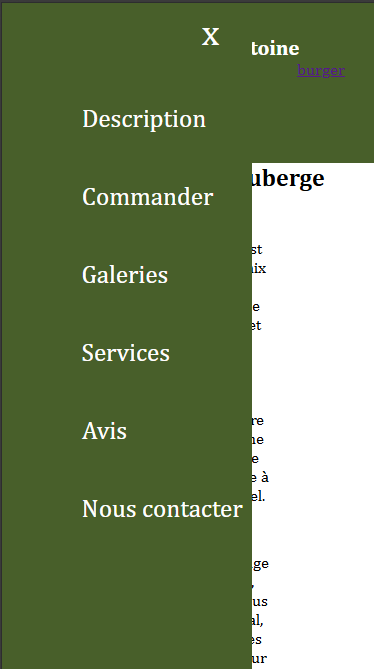 X
toine
burger
Description
uberge
Commander
st
ix
Galeries
e
et
Services
Avis
re
ne
e
e à
el.
Nous contacter
ge
,
us
al,
es
ur